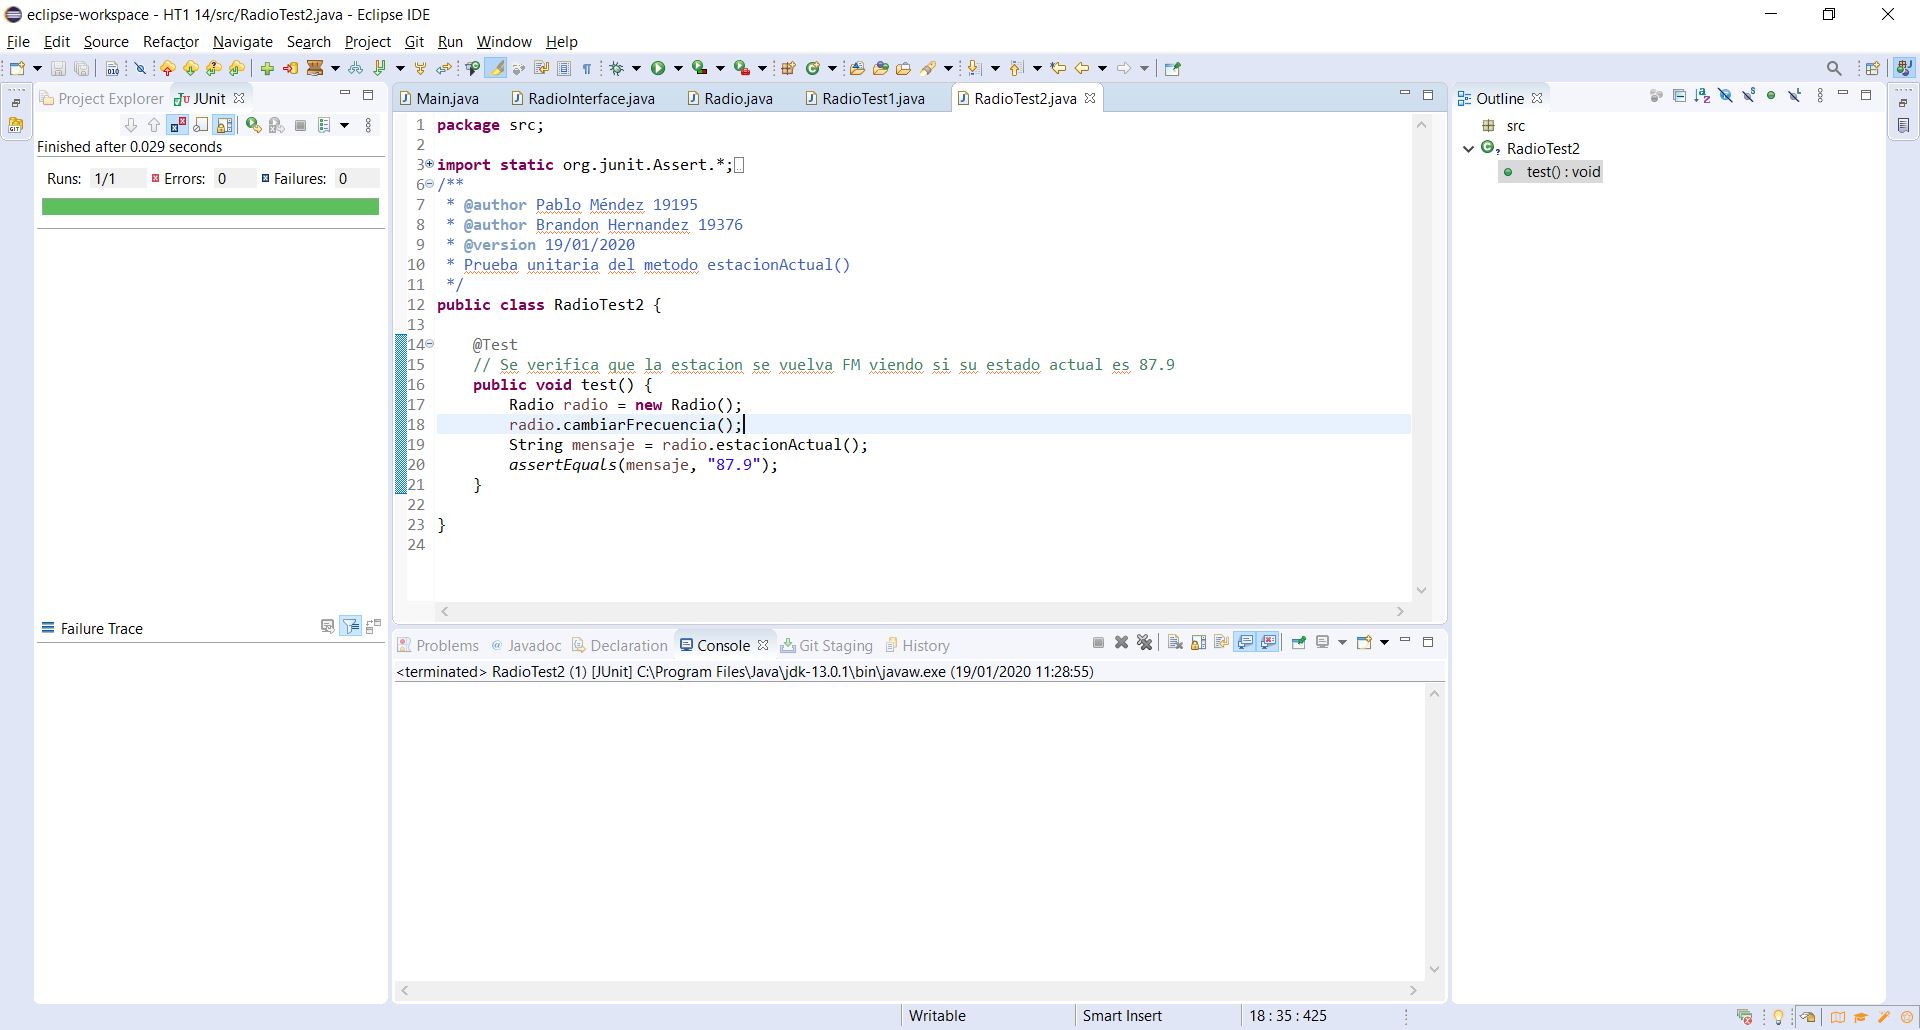 eclipse-workspace - HT1 14/src/RadioTest2.java - Eclipse IDE
File Edit Source Refactor Navigate Search Project Git Run Window Help
Project Explorer JUnit
Finished after 0.029 seconds
Runs: 1/1 Errors: 0 Failures: 0
Failure Trace
Main.java RadioInterface.java Radio.java RadioTest1.java RadioTest2.java
1 package src;
2
3 import static org.junit.Assert.*;
6 /**
7 * @author Pablo Méndez 19195
8 * @author Brandon Hernandez 19376
9 * @version 19/01/2020
10 * Prueba unitaria del metodo estacionActual()
11 */
12 public class RadioTest2 {
13
14 @Test
15 // Se verifica que la estacion se vuelva FM viendo si su estado actual es 87.9
16 public void test() {
17 Radio radio = new Radio();
18 radio.cambiarFrecuencia();
19 String mensaje = radio.estacionActual();
20 assertEquals(mensaje, "87.9");
21 }
22
23 }
24
Problems Javadoc Declaration Console Git Staging History
<terminated> RadioTest2 (1) [JUnit] C:\Program Files\Java\jdk-13.0.1\bin\javaw.exe (19/01/2020 11:28:55)
Outline
src
RadioTest2
test() : void
Writable Smart Insert 18 : 35 : 425